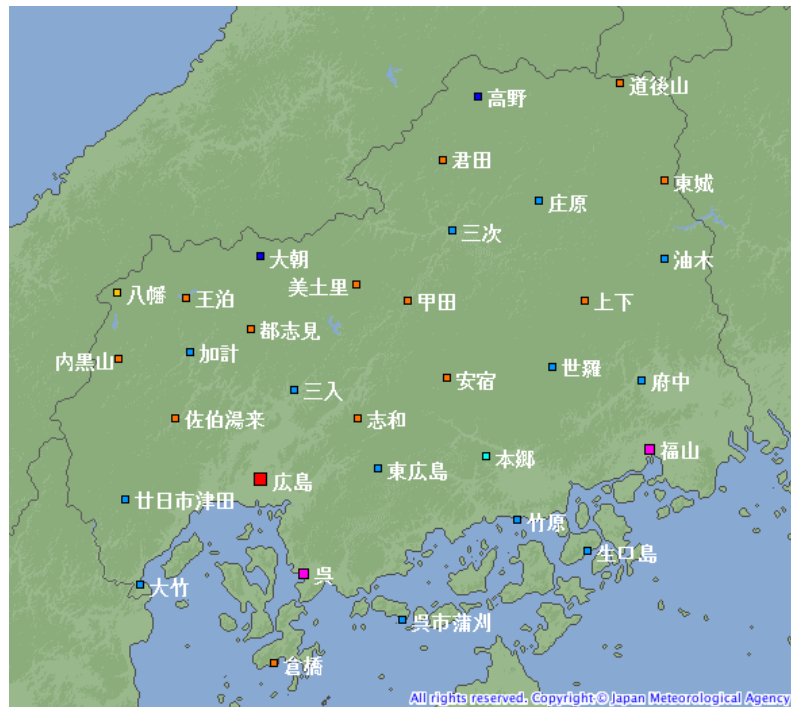 道後山
高野
君田
東城
庄原
三次
大朝
油木
美土里
八幡
王泊
甲田
上下
都志見
内黒山
加計
世羅
安宿
府中
三入
佐伯湯来
志和
福山
本郷
東広島
広島
廿日市津田
竹原
生口島
呉
大竹
呉市蒲刈
倉橋
All rights reserved. Copyright © Japan Meteorological Agency